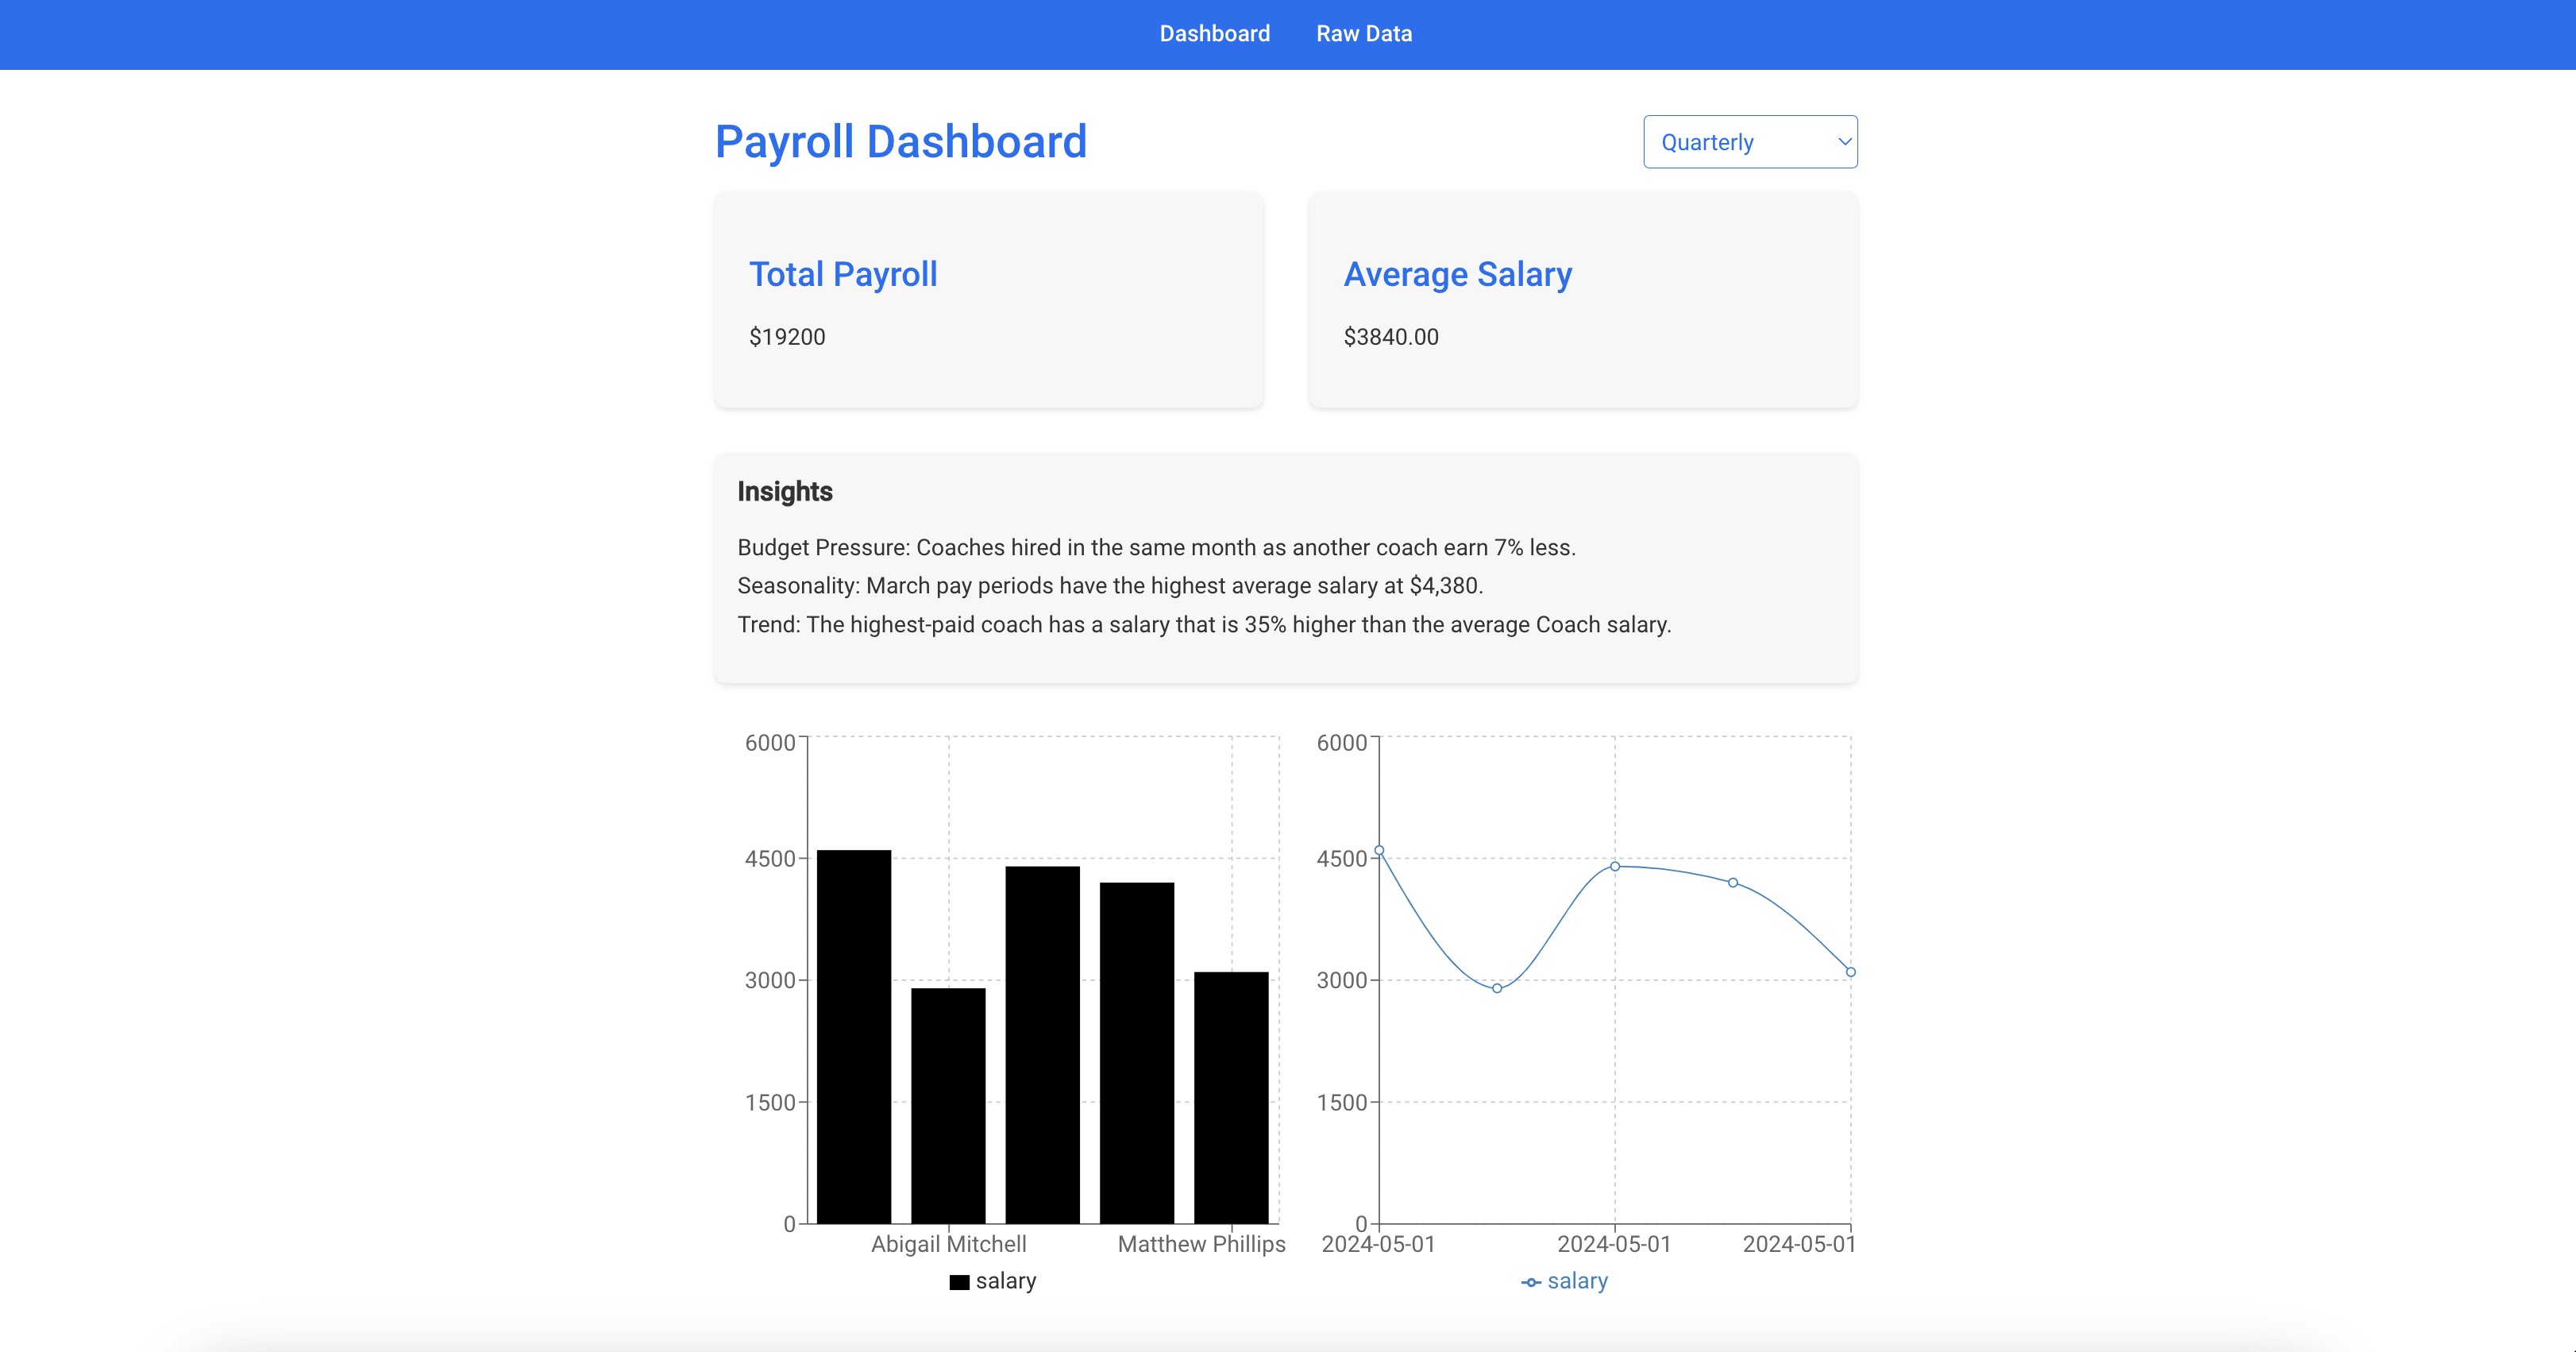 Dashboard Raw Data
Payroll Dashboard
Quarterly
Total Payroll
$19200
Average Salary
$3840.00
Insights
Budget Pressure: Coaches hired in the same month as another coach earn 7% less.
Seasonality: March pay periods have the highest average salary at $4,380.
Trend: The highest-paid coach has a salary that is 35% higher than the average Coach salary.
6000
4500
3000
1500
0
Abigail Mitchell Matthew Phillips
salary
6000
4500
3000
1500
0
2024-05-01 2024-05-01 2024-05-01
salary